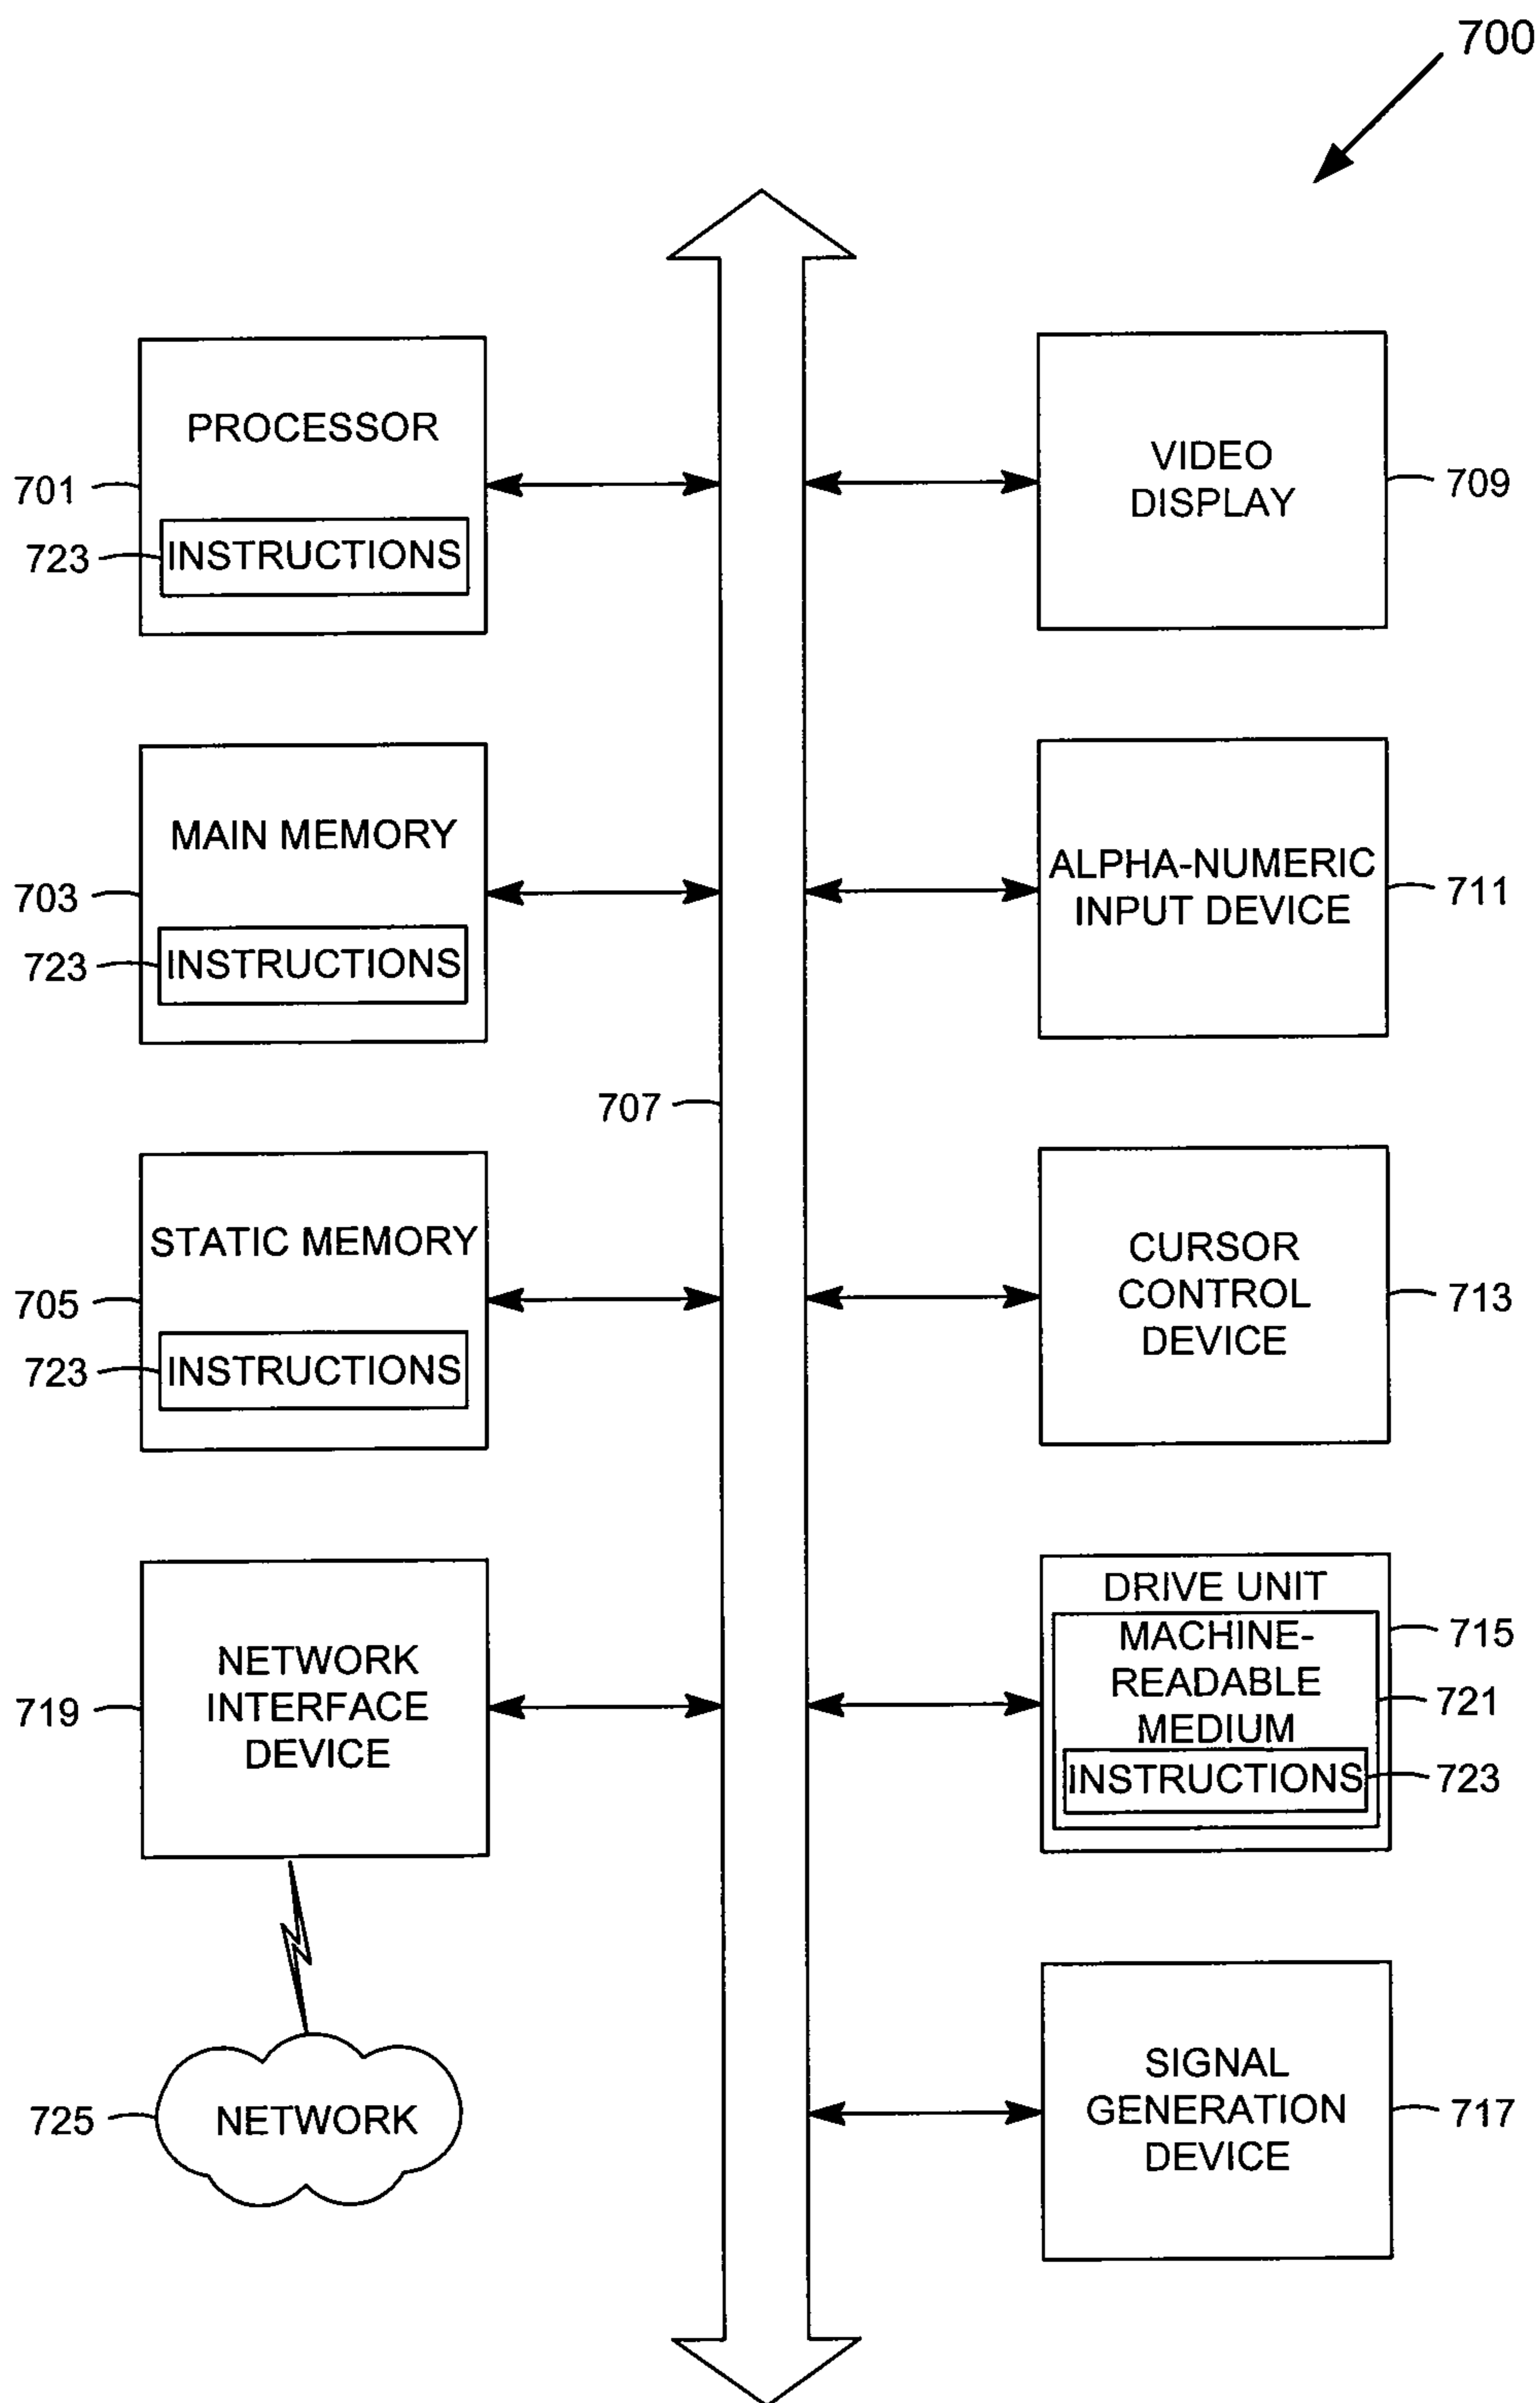 700
PROCESSOR
701
723
INSTRUCTIONS
VIDEO
DISPLAY
709
MAIN MEMORY
703
723
INSTRUCTIONS
ALPHA-NUMERIC
INPUT DEVICE
711
707
STATIC MEMORY
705
723
INSTRUCTIONS
CURSOR
CONTROL
DEVICE
713
NETWORK
INTERFACE
DEVICE
719
DRIVE UNIT
715
MACHINE-
READABLE
MEDIUM
721
INSTRUCTIONS
723
NETWORK
725
SIGNAL
GENERATION
DEVICE
717